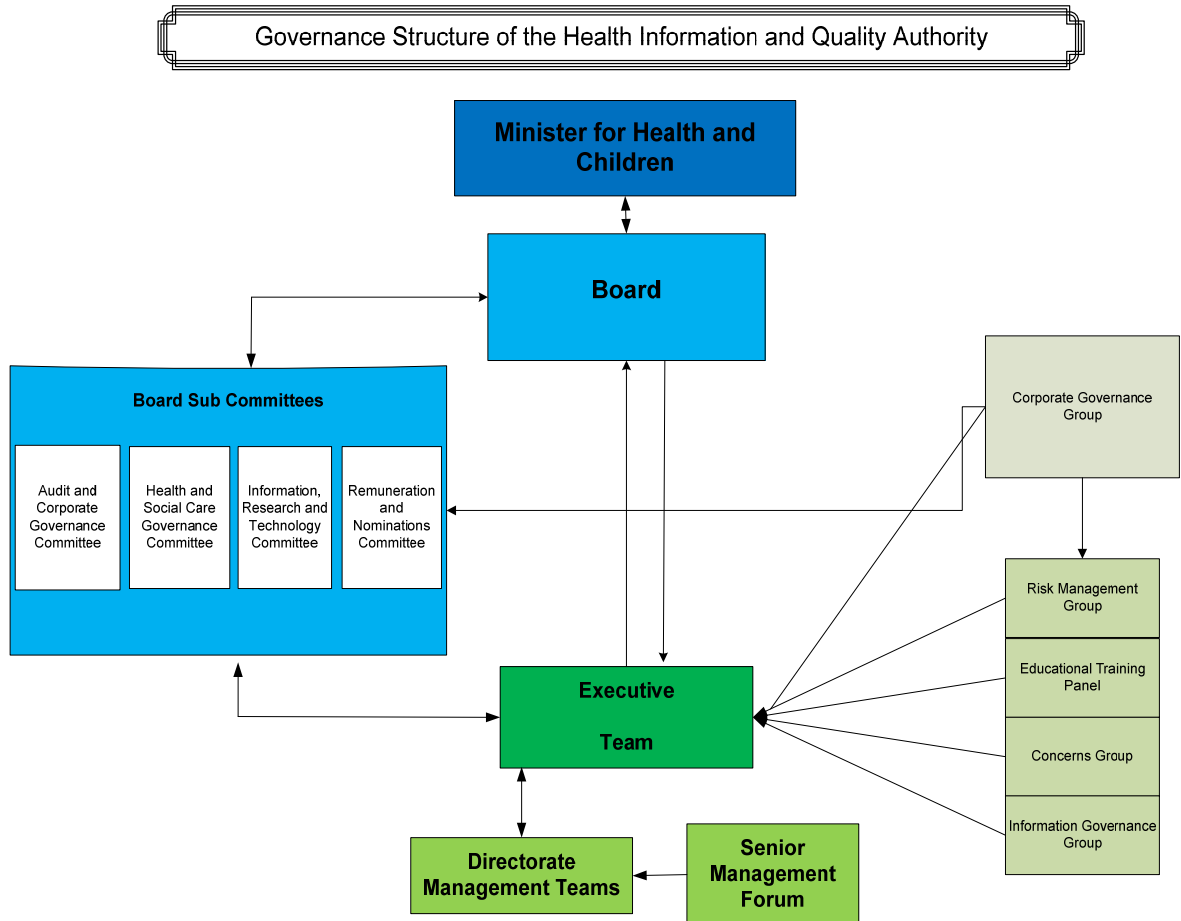 Governance Structure of the Health Information and Quality Authority
Minister for Health and
Children
Board
Board Sub Committees
Audit and
Corporate
Governance
Committee
Health and
Social Care
Governance
Committee
Information,
Research and
Technology
Committee
Remuneration
and
Nominations
Committee
Corporate Governance
Group
Risk Management
Group
Educational Training
Panel
Concerns Group
Information Governance
Group
Executive
Team
Directorate
Management Teams
Senior
Management
Forum